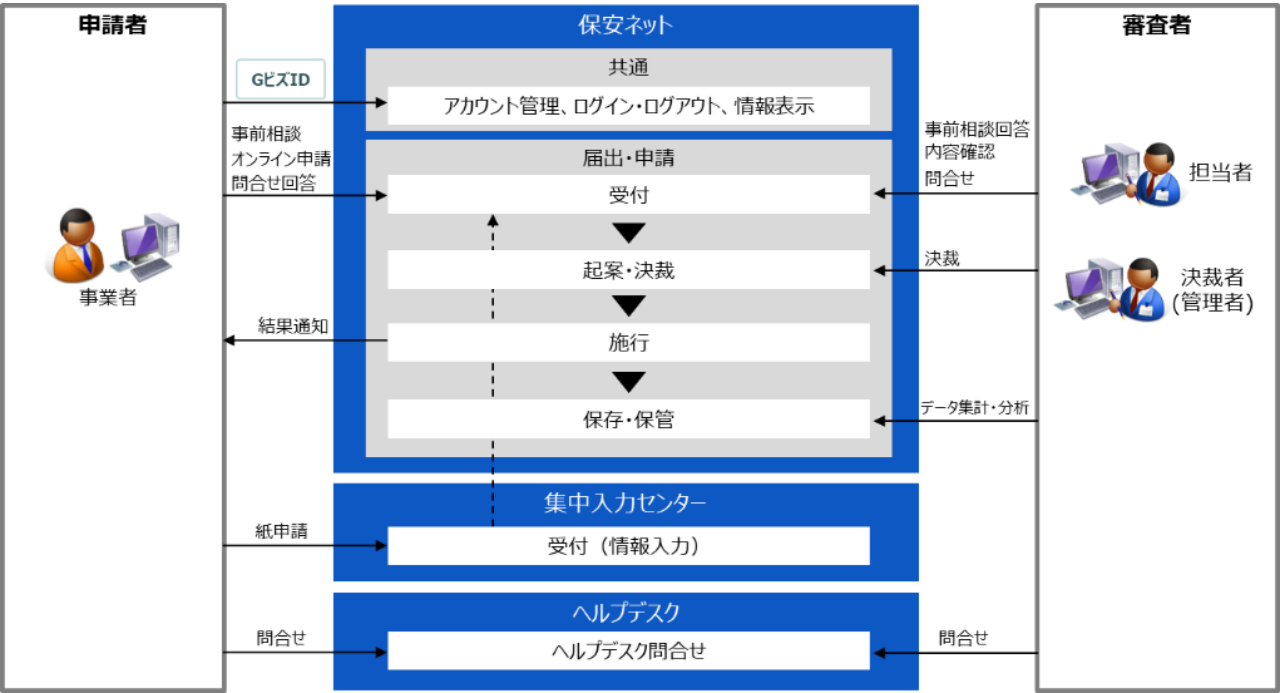 申請者
事業者
GビズID
事前相談
オンライン申請
問合せ回答
結果通知
紙申請
問合せ
保安ネット
共通
アカウント管理、ログイン・ログアウト、情報表示
届出・申請
受付
起案・決裁
施行
保存・保管
集中入力センター
受付（情報入力）
ヘルプデスク
ヘルプデスク問合せ
事前相談回答
内容確認
問合せ
決裁
データ集計・分析
問合せ
審査者
担当者
決裁者
(管理者)